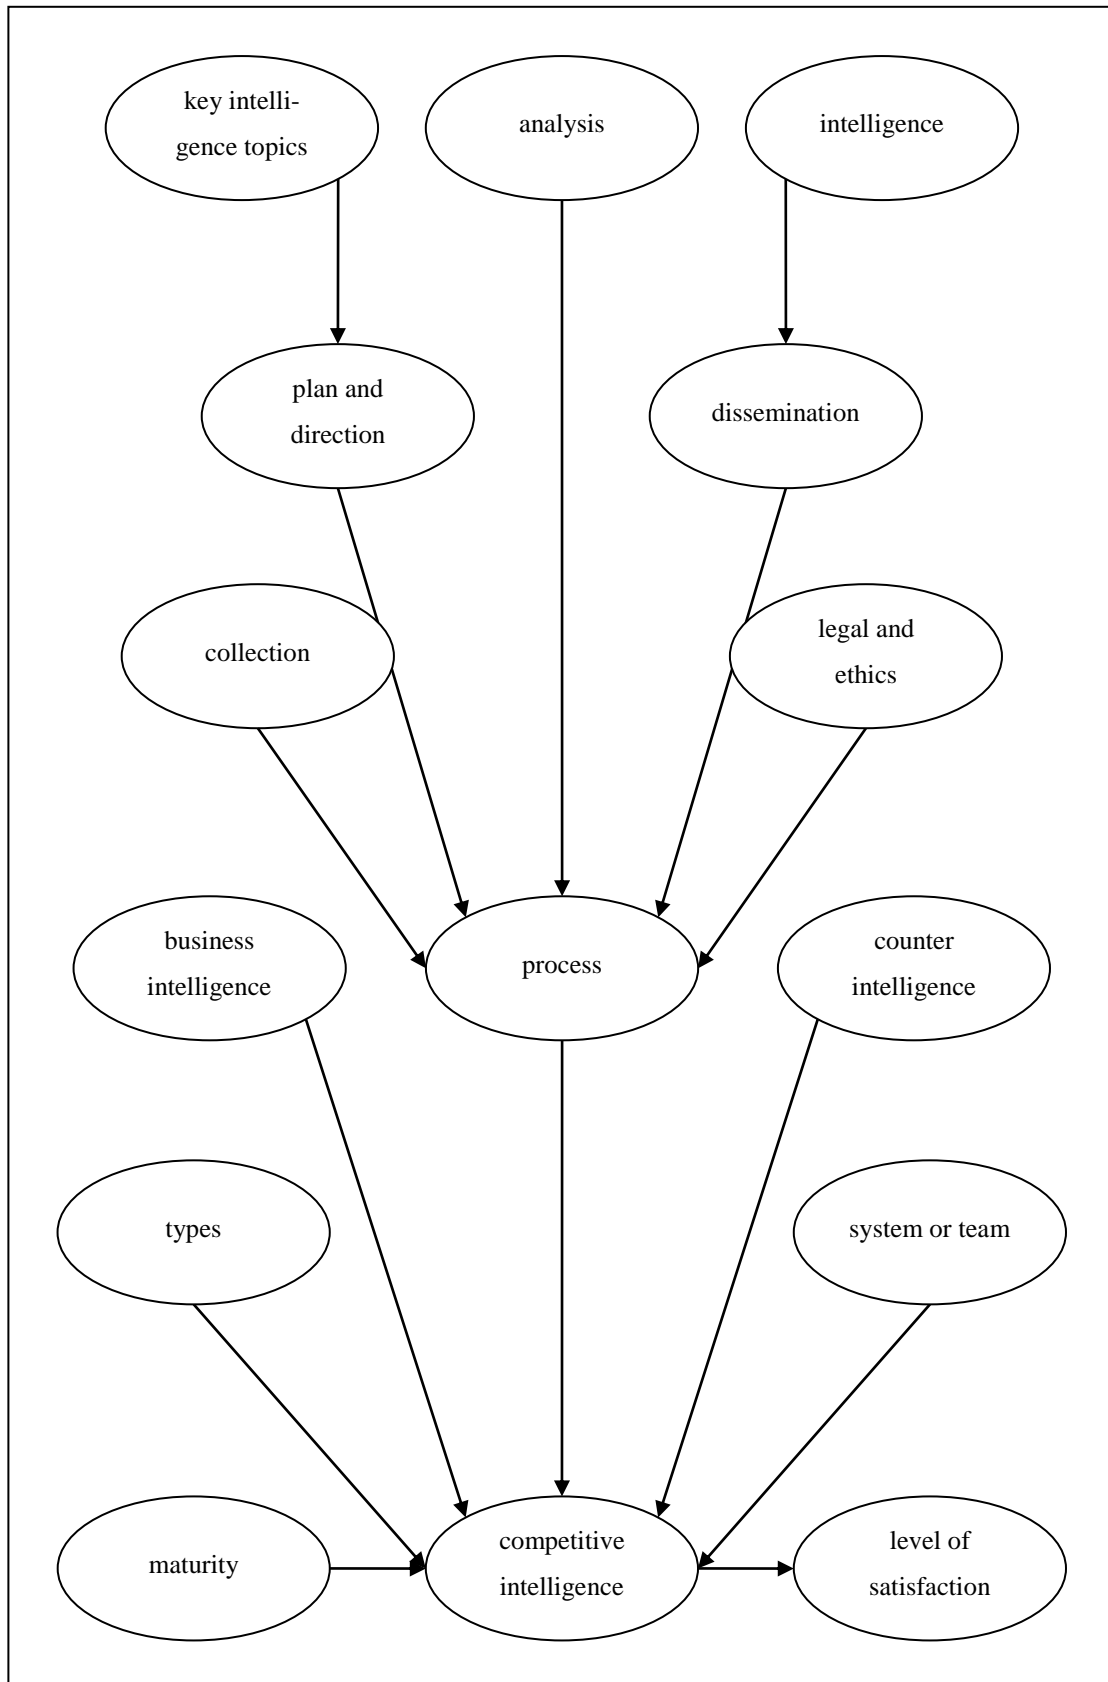 key intelli-
gence topics
analysis
intelligence
plan and
direction
dissemination
collection
legal and
ethics
business
intelligence
process
counter
intelligence
types
system or team
maturity
competitive
intelligence
level of
satisfaction